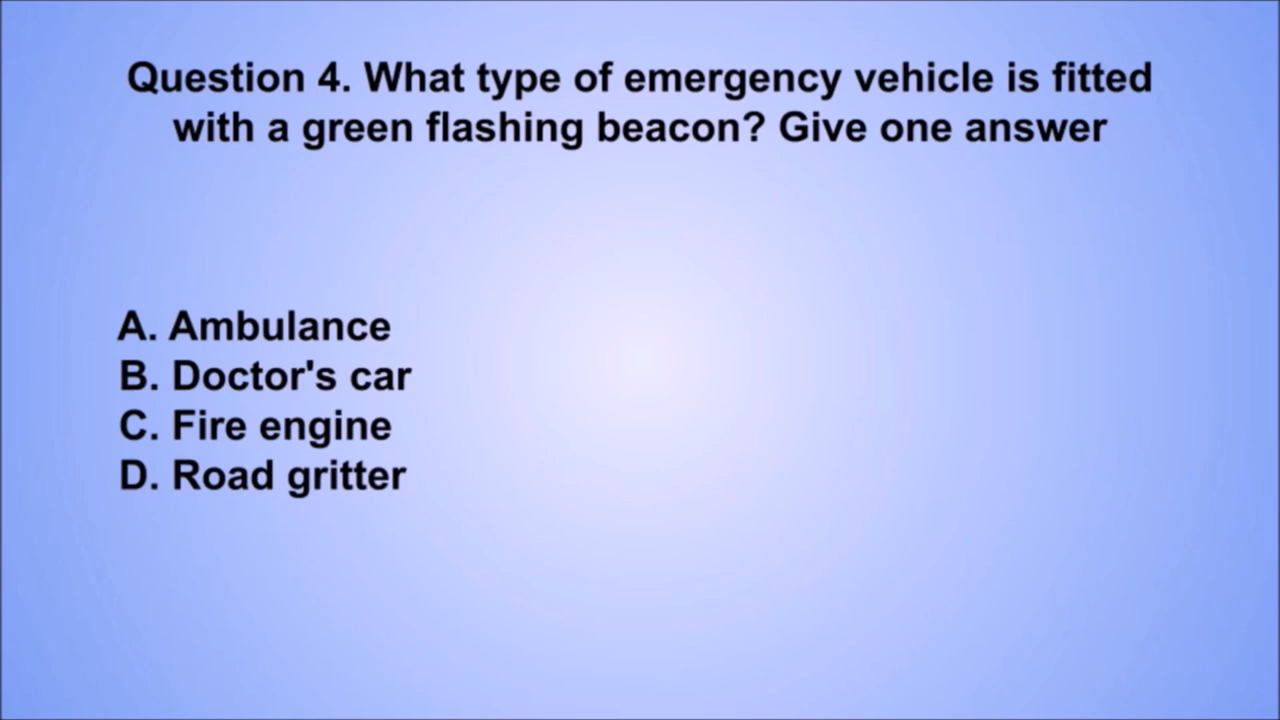 Question 4. What type of emergency vehicle is fitted
with a green flashing beacon? Give one answer
A. Ambulance
B. Doctor's car
C. Fire engine
D. Road gritter